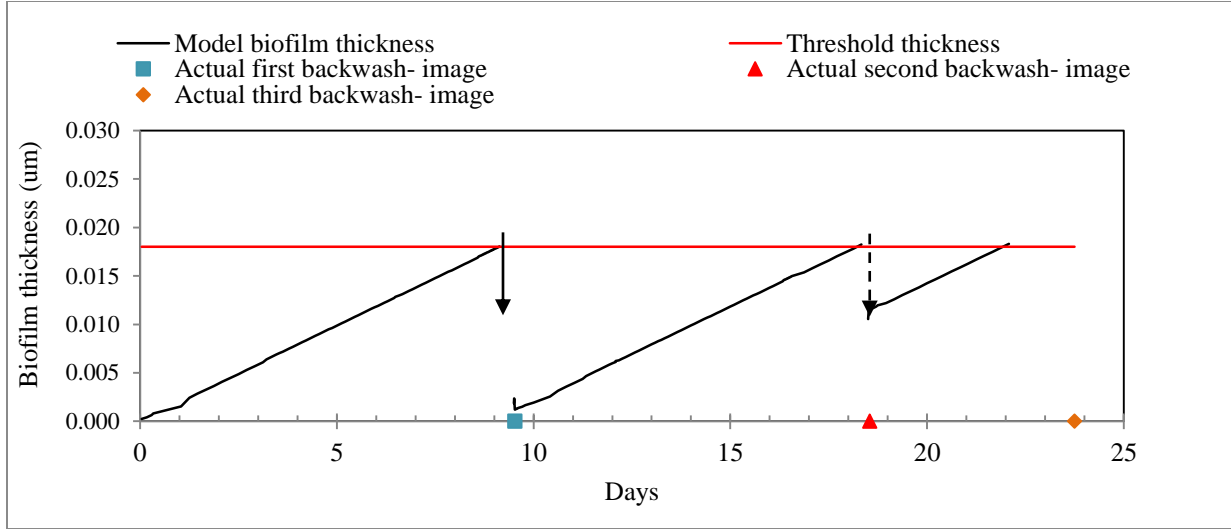 Model biofilm thickness
Threshold thickness
Actual first backwash- image
Actual second backwash- image
Actual third backwash- image
Biofilm thickness (um)
0.030
0.025
0.020
0.015
0.010
0.005
0.000
0 5 10 15 20 25
Days